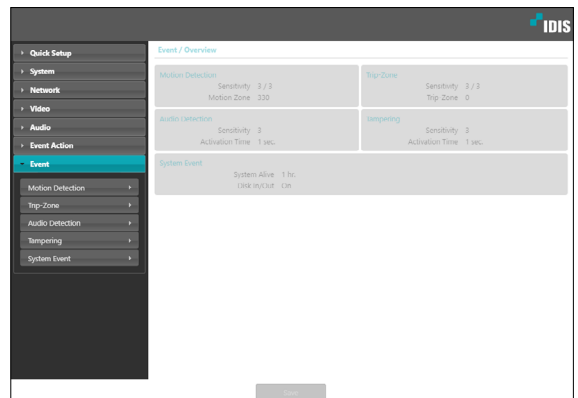 IDIS
Quick Setup
System
Network
Video
Audio
Event Action
Event
Motion Detection
Trip-Zone
Audio Detection
Tampering
System Event
Event / Overview
Motion Detection
Sensitivity 3 / 3
Motion Zone 330
Trip-Zone
Sensitivity 3 / 3
Trip-Zone 0
Audio Detection
Sensitivity 3
Activation Time 1 sec.
Tampering
Sensitivity 3
Activation Time 1 sec.
System Event
System Alive 1 hr.
Disk In/Out On
Save